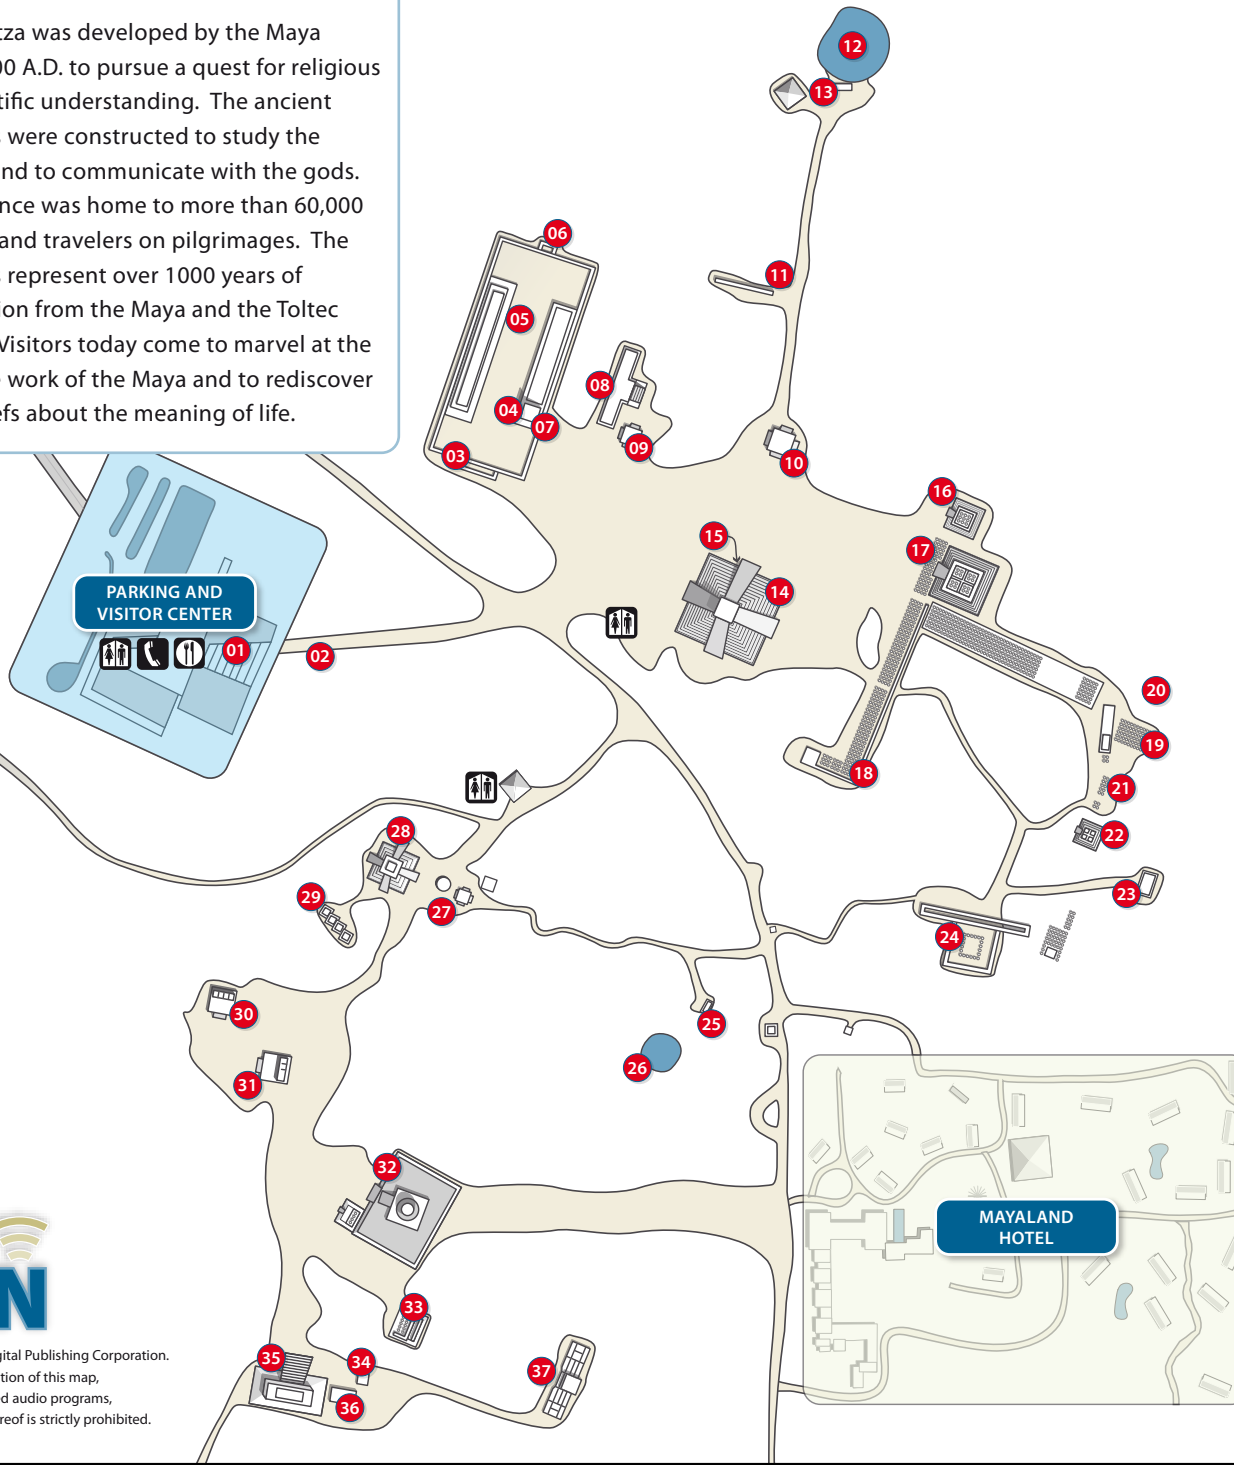 tza was developed by the Maya
00 A.D. to pursue a quest for religious
tific understanding. The ancient
s were constructed to study the
nd to communicate with the gods.
nce was home to more than 60,000
and travelers on pilgrimages. The
s represent over 1000 years of
ion from the Maya and the Toltec
Visitors today come to marvel at the
e work of the Maya and to rediscover
efs about the meaning of life.
12
13
06
11
05
08
04
07
09
03
10
16
17
15
14
PARKING AND
VISITOR CENTER
01
02
20
19
18
21
22
28
29
27
23
24
30
25
26
31
32
MAYALAND
HOTEL
N
33
gital Publishing Corporation.
tion of this map,
d audio programs,
reof is strictly prohibited.
35
34
36
37